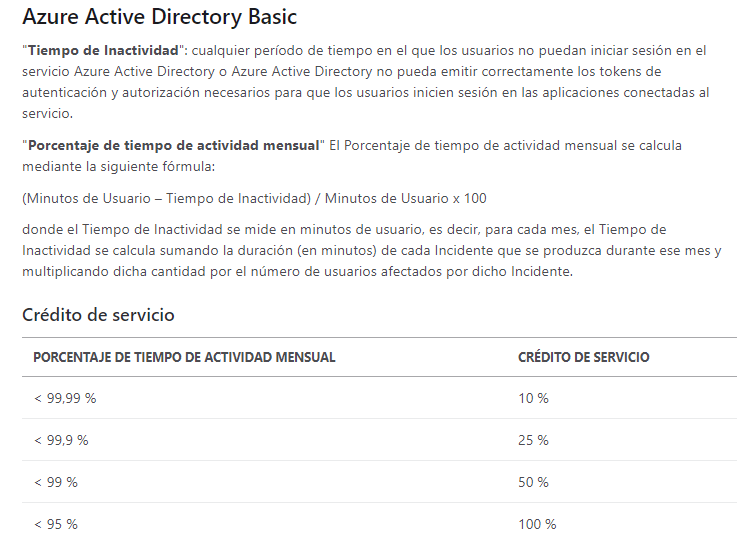 Azure Active Directory Basic
"Tiempo de Inactividad": cualquier período de tiempo en el que los usuarios no puedan iniciar sesión en el
servicio Azure Active Directory o Azure Active Directory no pueda emitir correctamente los tokens de
autenticación y autorización necesarios para que los usuarios inicien sesión en las aplicaciones conectadas al
servicio.
"Porcentaje de tiempo de actividad mensual" El Porcentaje de tiempo de actividad mensual se calcula
mediante la siguiente fórmula:
(Minutos de Usuario – Tiempo de Inactividad) / Minutos de Usuario x 100
donde el Tiempo de Inactividad se mide en minutos de usuario, es decir, para cada mes, el Tiempo de
Inactividad se calcula sumando la duración (en minutos) de cada Incidente que se produzca durante ese mes y
multiplicando dicha cantidad por el número de usuarios afectados por dicho Incidente.
Crédito de servicio
PORCENTAJE DE TIEMPO DE ACTIVIDAD MENSUAL CRÉDITO DE SERVICIO
< 99,99 % 10 %
< 99,9 % 25 %
< 99 % 50 %
< 95 % 100 %